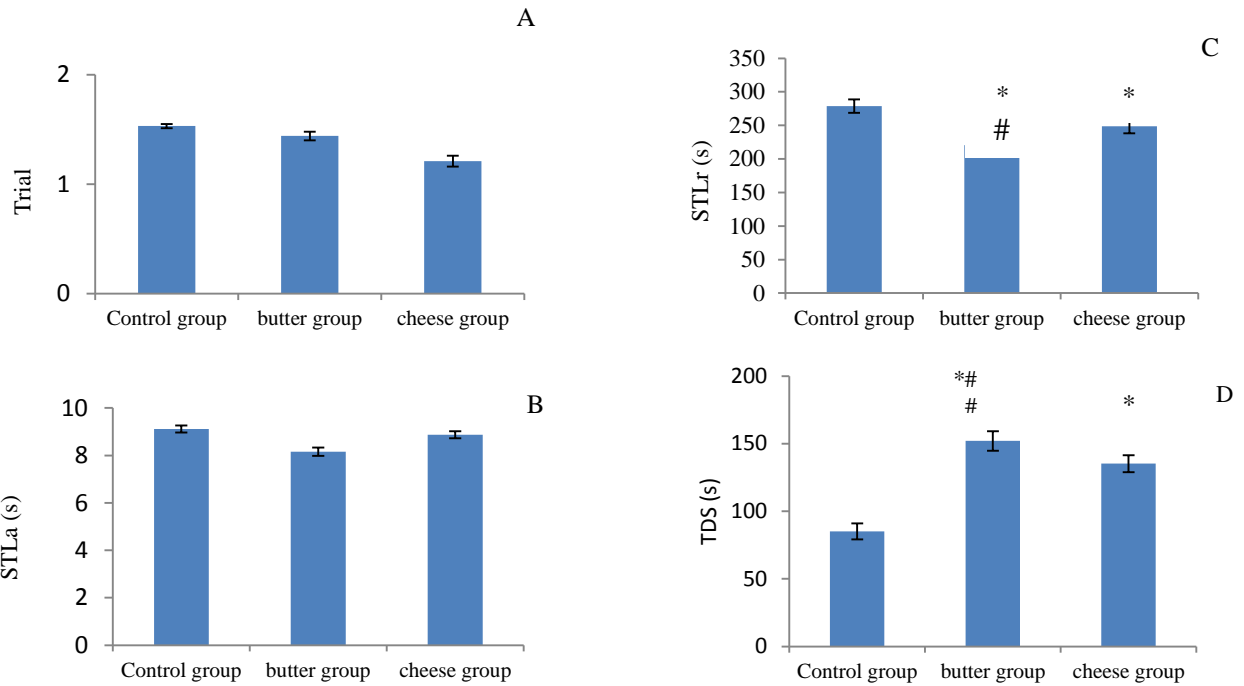 A
2
1
0
Trial
Control group butter group cheese group
B
10
8
6
4
2
0
STLa (s)
Control group butter group cheese group
C
350
300
250
200
150
100
50
0
STLr (s)
*
#
*
Control group butter group cheese group
D
200
150
100
50
0
TDS (s)
*#
#
*
Control group butter group cheese group